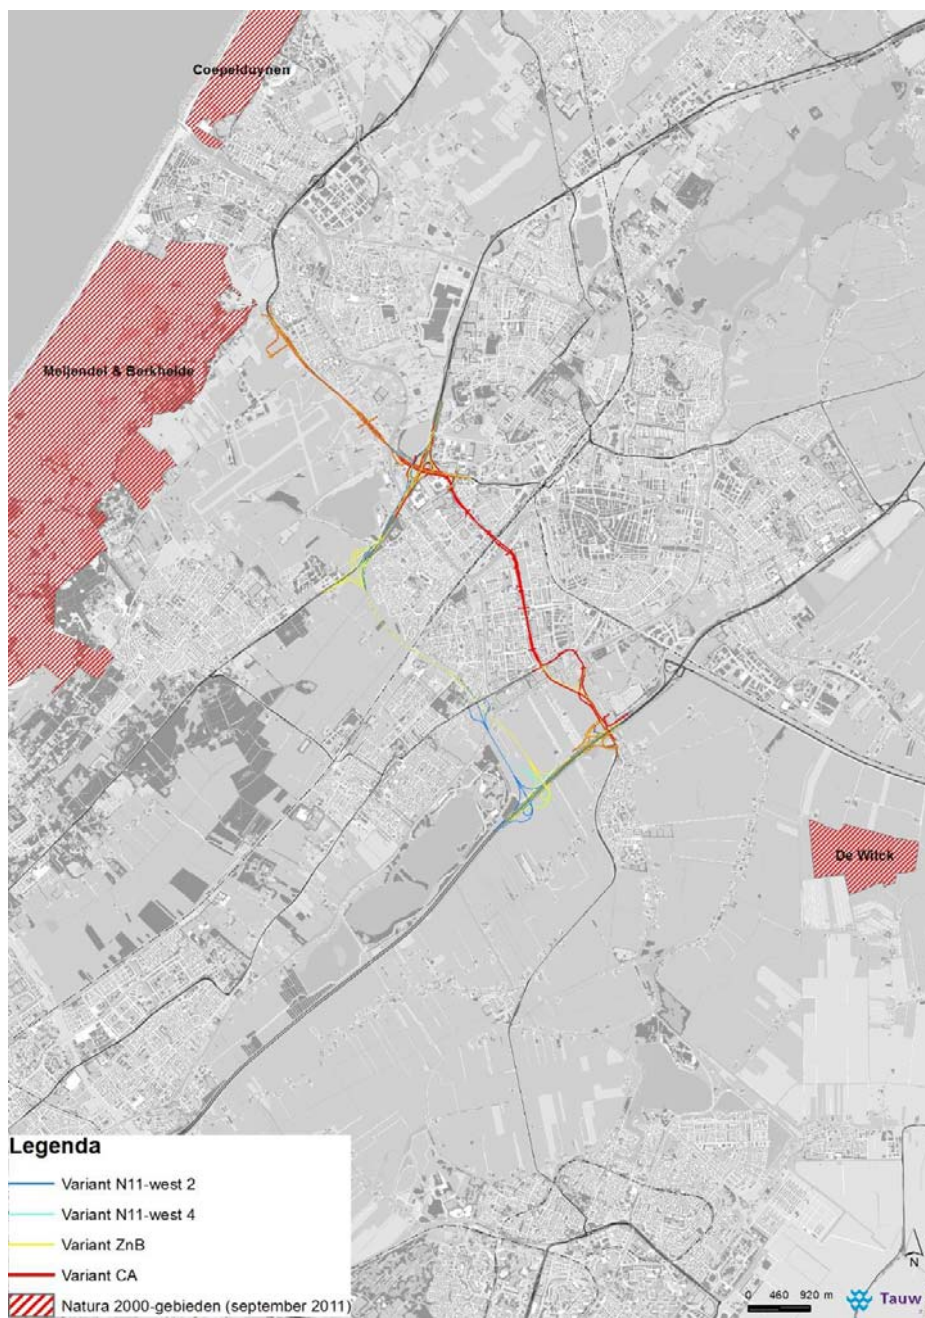 Coepelduynen
Meijendel & Berkheide
De Wilck
Legenda
Variant N11-west 2
Variant N11-west 4
Variant ZnB
Variant CA
Natura 2000-gebieden (september 2011)
N
0 460 920 m
Tauw